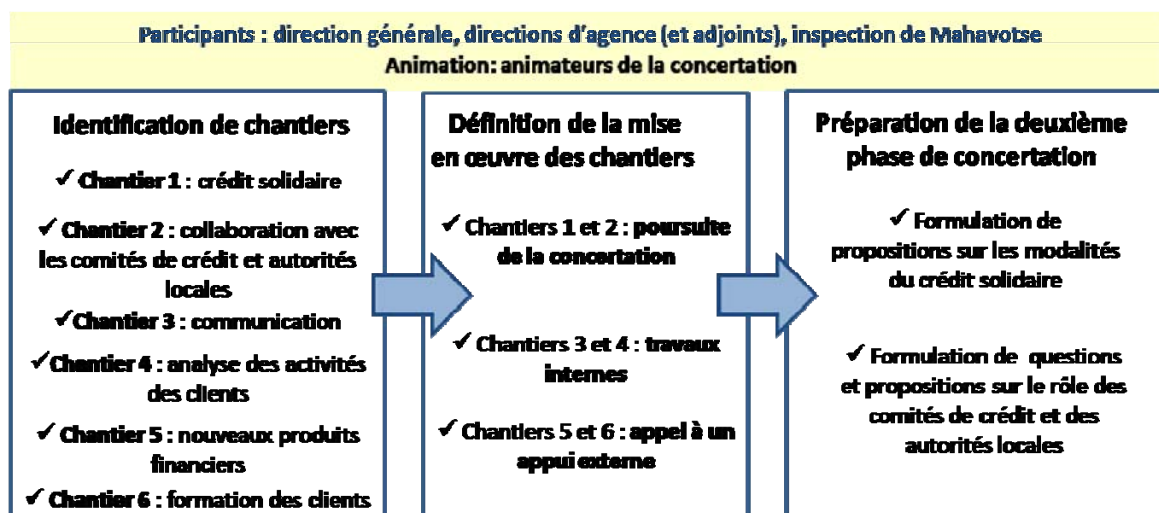 Participants : direction générale, directions d'agence (et adjoints), inspection de Mahavotse
Animation: animateurs de la concertation
Identification de chantiers
✓ Chantier 1 : crédit solidaire
✓ Chantier 2 : collaboration avec
les comités de crédit et autorités
locales
✓ Chantier 3 : communication
✓ Chantier 4 : analyse des activités
des clients
✓ Chantier 5 : nouveaux produits
financiers
✓ Chantier 6 : formation des clients
Définition de la mise
en œuvre des chantiers
✓ Chantiers 1 et 2 : poursuite
de la concertation
✓ Chantiers 3 et 4 : travaux
internes
✓ Chantiers 5 et 6 : appel à un
appui externe
Préparation de la deuxième
phase de concertation
✓ Formulation de
propositions sur les modalités
du crédit solidaire
✓ Formulation de questions
et propositions sur le rôle des
comités de crédit et des
autorités locales